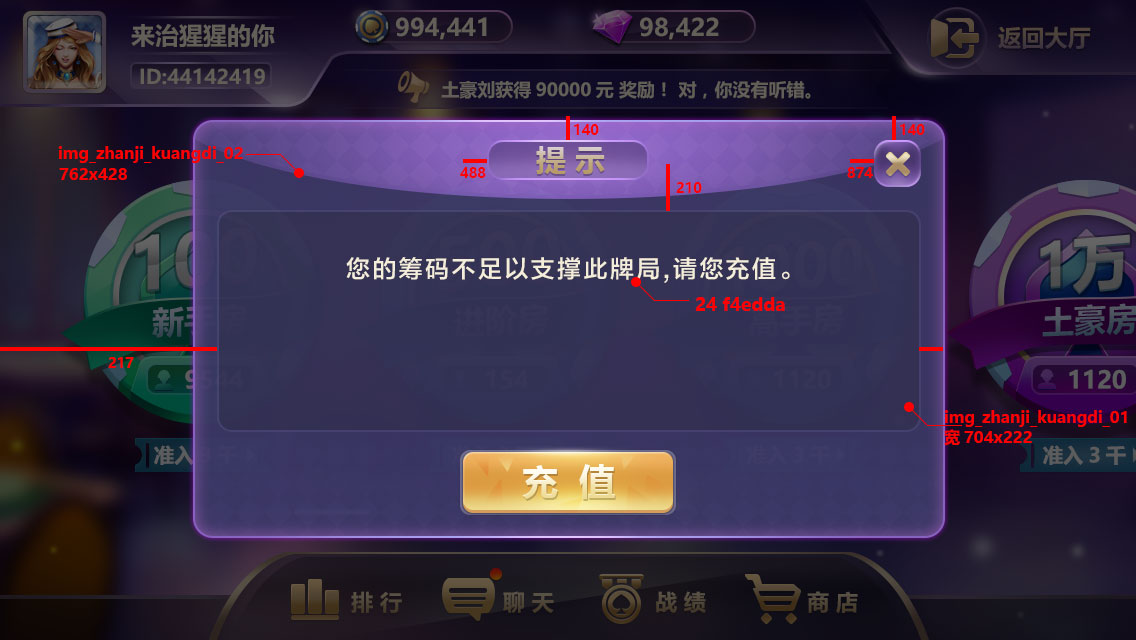 来治猩猩的你
994,441
98,422
返回大厅
ID:44142419
土豪刘获得 90000 元 奖励！ 对，你没有听错。
140
140
img_zhanji_kuangdi_02
762x428
提示
488
874
210
100
500
1万
您的筹码不足以支撑此牌局,请您充值。
24 f4edda
新手房
进阶房
高手房
土豪房
217
9544
154
1120
1120
img_zhanji_kuangdi_01
宽 704x222
准入 3 千
准入 3 千
准入 3 千
充 值
排行
聊天
战绩
商店